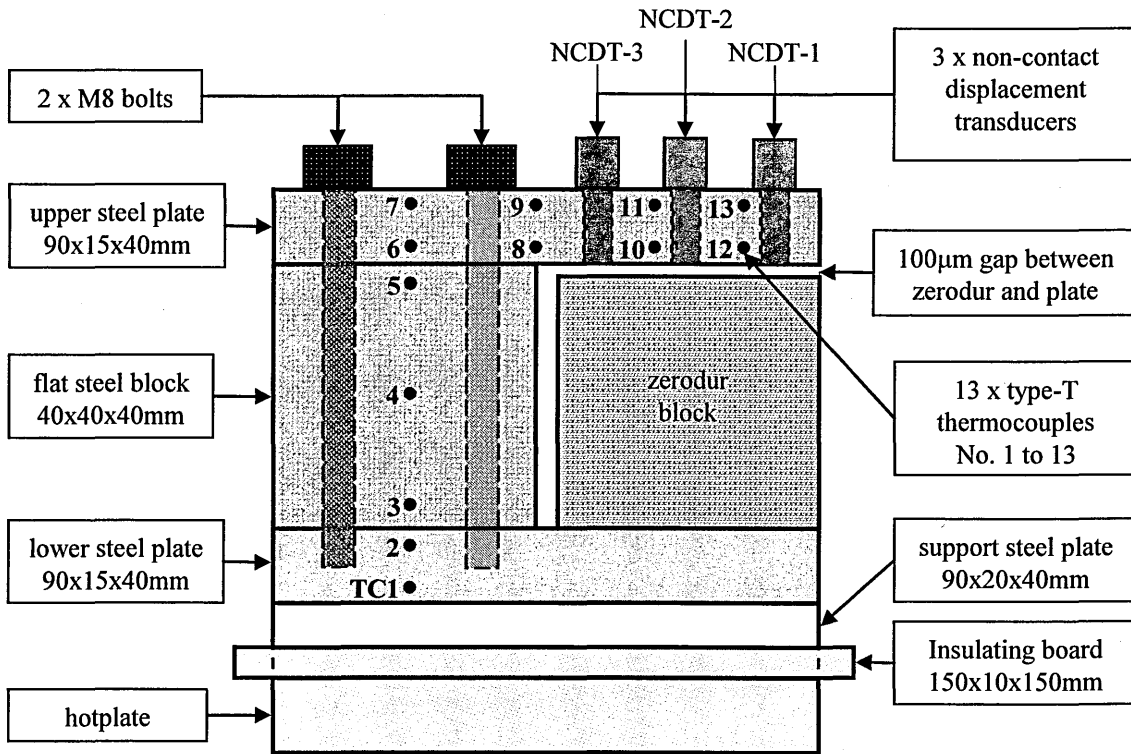 NCDT-2
NCDT-3
NCDT-1
2 x M8 bolts
3 x non-contact
displacement
transducers
upper steel plate
90x15x40mm
7
9
11
13
6
8
10
12
100μm gap between
zerodur and plate
5
flat steel block
40x40x40mm
4
zerodur
block
13 x type-T
thermocouples
No. 1 to 13
3
lower steel plate
90x15x40mm
2
TC1
support steel plate
90x20x40mm
Insulating board
150x10x150mm
hotplate